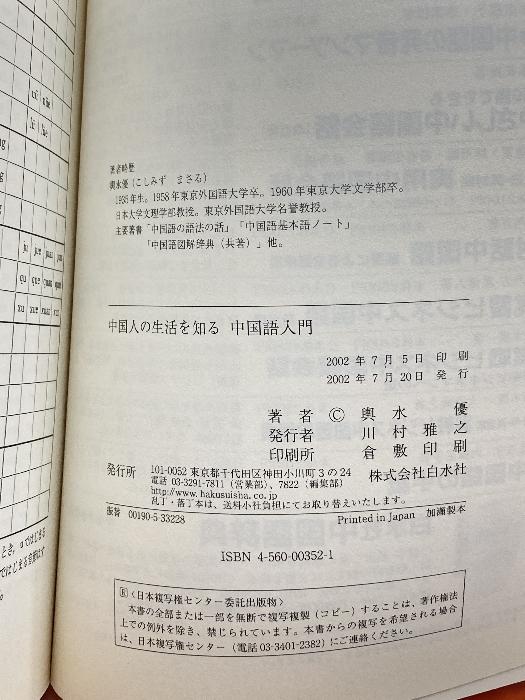 著者略歴
輿水優（こしみず　まさる）
1935年生。1958年東京外国語大学卒。1960年東京大学文学部卒。
日本大学文理学部教授。東京外国語大学名誉教授。
主要著書「中国語の語法の話」「中国語基本語ノート」
「中国語図解辞典（共著）」他。
中国人の生活を知る 中国語入門
2002 年 7 月 5 日 印 刷
2002 年 7 月 20 日 発 行
著 者 Ⓒ 輿 水 優
発行者 川 村 雅 之
印刷所 倉 敷 印 刷
発行所 101-0052 東京都千代田区神田小川町3の24
電話 03-3291-7811（営業部）、7822（編集部）
http://www.hakusuisha.co.jp
乱丁・落丁本は、送料小社負担にてお取り替えいたします。
株式会社白水社
振替 00190-5-33228
Printed in Japan 加瀬製本
ISBN 4-560-00352-1
Ⓡ〈日本複写権センター委託出版物〉
本書の全部または一部を無断で複写複製（コピー）することは、著作権法
上での例外を除き、禁じられています。本書からの複写を希望される場合
は、日本複写権センター（電話03-3401-2382）にご連絡ください。